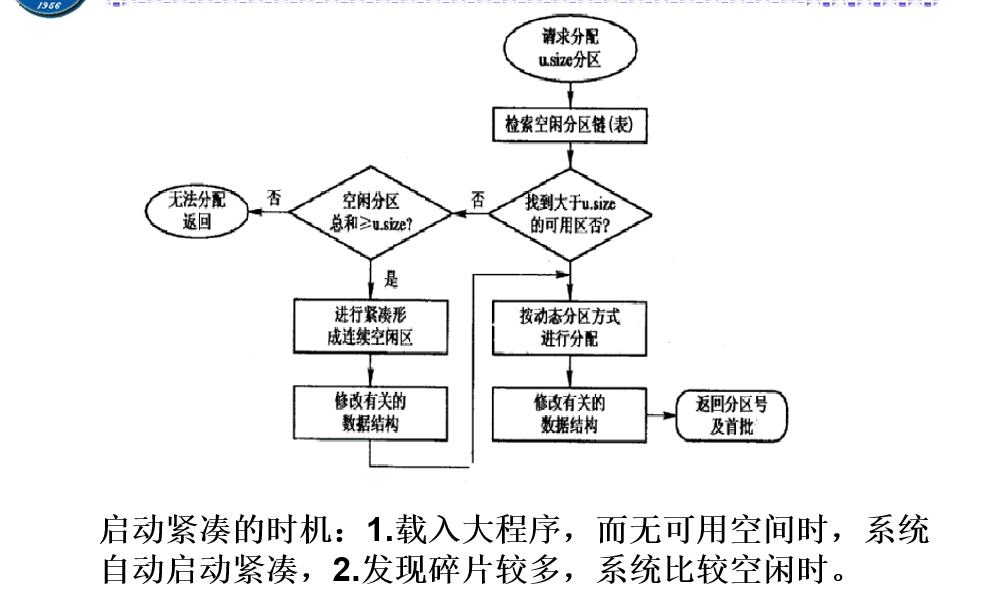 1956
请求分配
u.size分区
检索空闲分区链(表)
找到大于u.size
的可用区否?
否
空闲分区
总和≥u.size?
否
无法分配
返回
是
进行紧凑形
成连续空闲区
修改有关的
数据结构
按动态分区方式
进行分配
修改有关的
数据结构
返回分区号
及首批
启动紧凑的时机：1.载入大程序，而无可用空间时，系统
自动启动紧凑，2.发现碎片较多，系统比较空闲时。